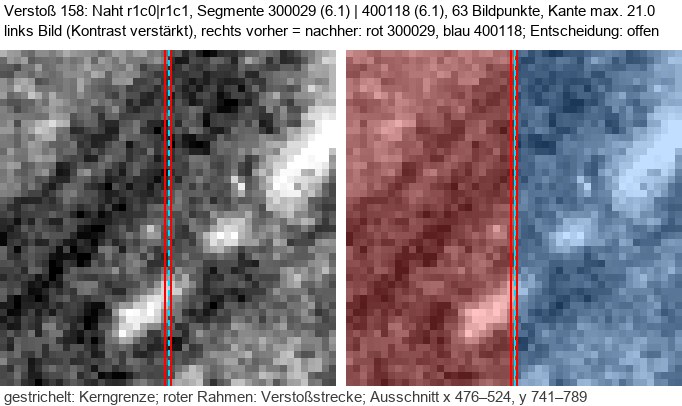 Verstoß 158: Naht r1c0|r1c1, Segmente 300029 (6.1) | 400118 (6.1), 63 Bildpunkte, Kante max. 21.0
links Bild (Kontrast verstärkt), rechts vorher = nachher: rot 300029, blau 400118; Entscheidung: offen
gestrichelt: Kerngrenze; roter Rahmen: Verstoßstrecke; Ausschnitt x 476–524, y 741–789